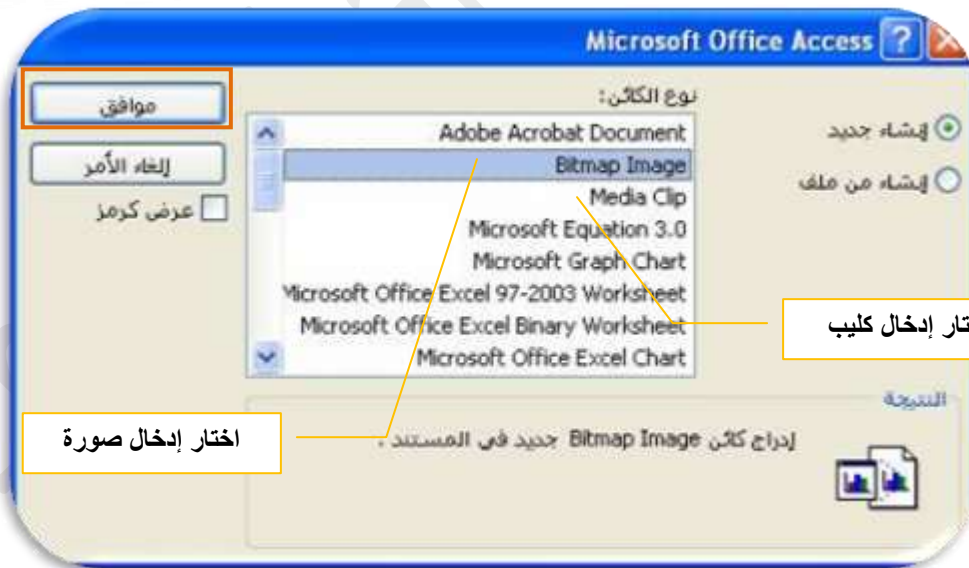 Microsoft Office Access
نوع الكائن:
إنشاء جديد
إنشاء من ملف
Adobe Acrobat Document
Bitmap Image
Media Clip
Microsoft Equation 3.0
Microsoft Graph Chart
Microsoft Office Excel 97-2003 Worksheet
Microsoft Office Excel Binary Worksheet
Microsoft Office Excel Chart
موافق
إلغاء الأمر
عرض كرمز
إدخال كليب
النتيجة
إدراج كائن Bitmap Image جديد في المستند .
اختار إدخال صورة